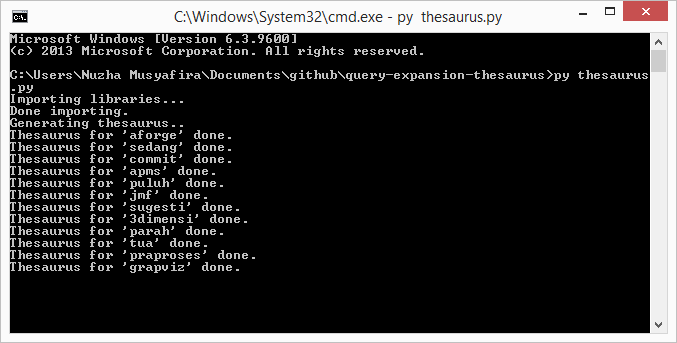 C:\Windows\System32\cmd.exe - py  thesaurus.py
Microsoft Windows [Version 6.3.9600]
(c) 2013 Microsoft Corporation. All rights reserved.
C:\Users\Nuzha Musyafira\Documents\github\query-expansion-thesaurus>py thesaurus
.py
Importing libraries...
Done importing.
Generating thesaurus..
Thesaurus for 'aforge' done.
Thesaurus for 'sedang' done.
Thesaurus for 'commit' done.
Thesaurus for 'apms' done.
Thesaurus for 'puluh' done.
Thesaurus for 'jmf' done.
Thesaurus for 'sugesti' done.
Thesaurus for '3dimensi' done.
Thesaurus for 'parah' done.
Thesaurus for 'tua' done.
Thesaurus for 'praproses' done.
Thesaurus for 'grapviz' done.